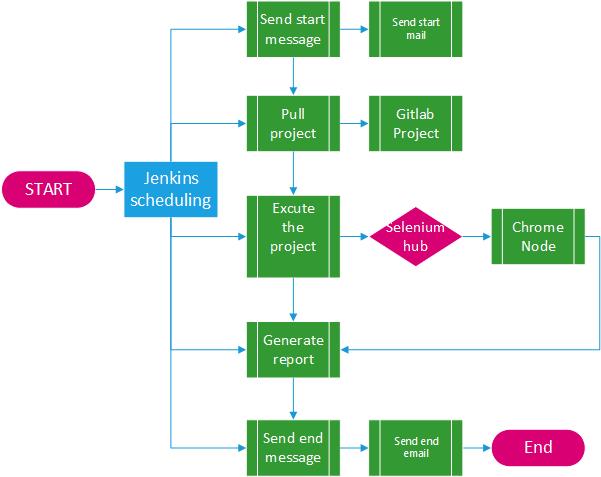 Send start
message
Send start
mail
Pull
project
Gitlab
Project
START
Jenkins
scheduling
Excute
the
project
Selenium
hub
Chrome
Node
Generate
report
Send end
message
Send end
email
End